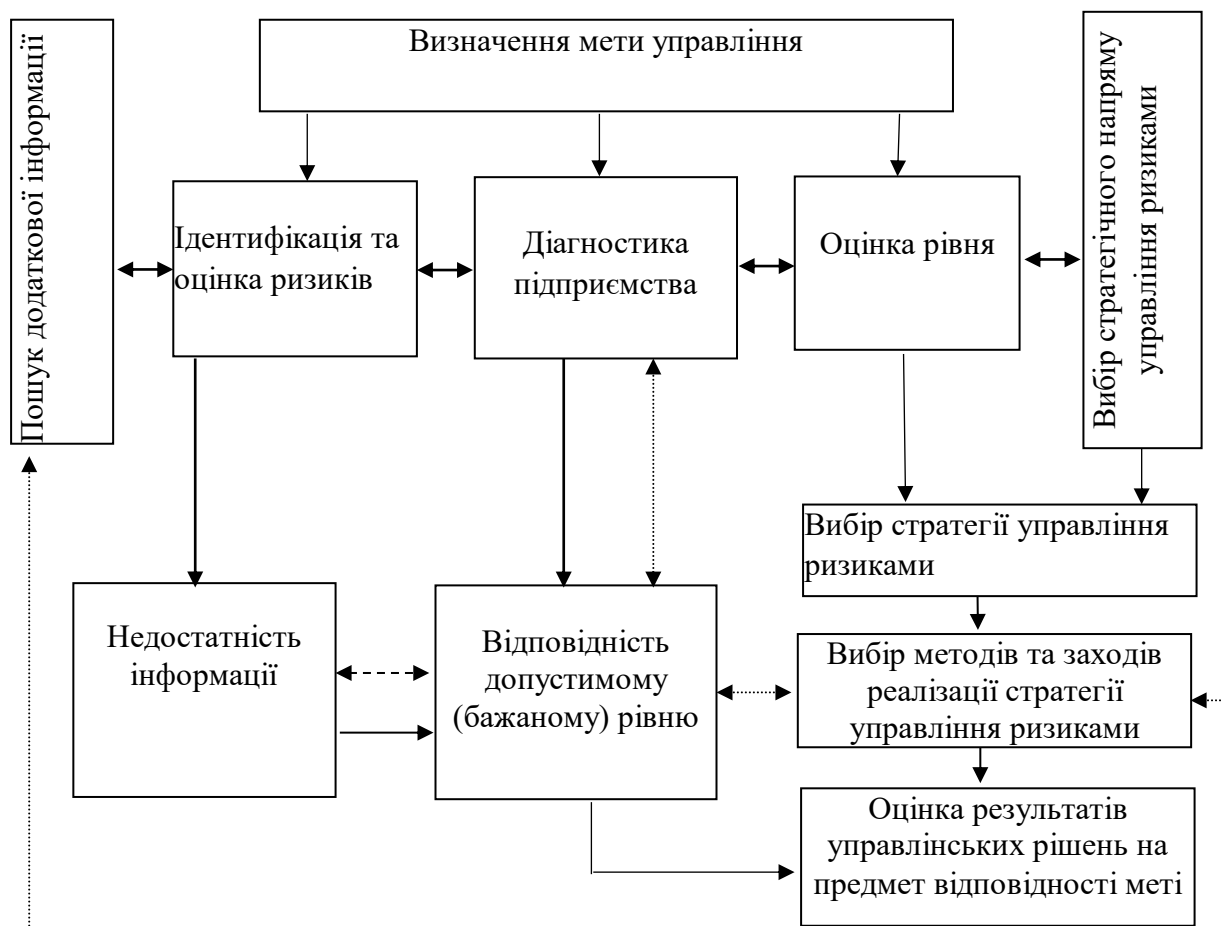 Визначення мети управління
Пошук додаткової інформації
Ідентифікація та
оцінка ризиків
Діагностика
підприємства
Оцінка рівня
Вибір стратегічного напряму
управління ризиками
Вибір стратегії управління
ризиками
Недостатність
інформації
Відповідність
допустимому
(бажаному) рівню
Вибір методів та заходів
реалізації стратегії
управління ризиками
Оцінка результатів
управлінських рішень на
предмет відповідності меті